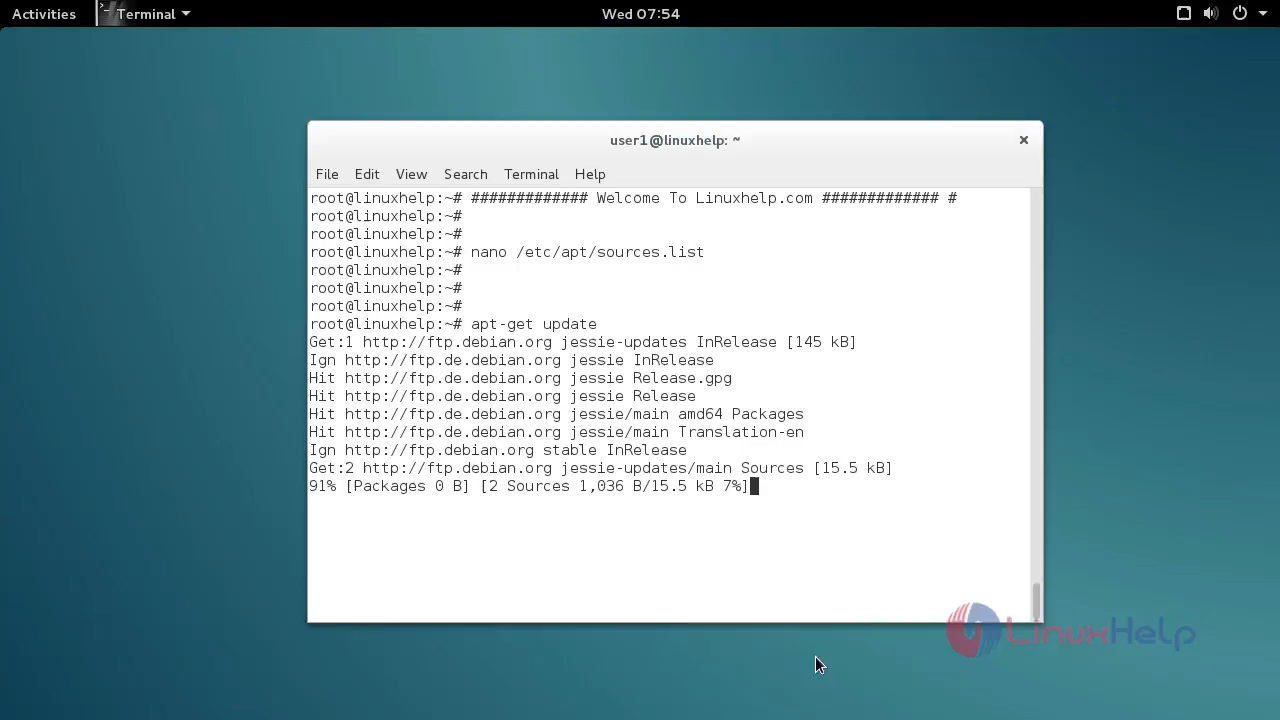 Activities
Terminal
Wed 07:54
user1@linuxhelp: ~
File Edit View Search Terminal Help
root@linuxhelp:~# ############# Welcome To Linuxhelp.com ############# #
root@linuxhelp:~#
root@linuxhelp:~#
root@linuxhelp:~# nano /etc/apt/sources.list
root@linuxhelp:~#
root@linuxhelp:~#
root@linuxhelp:~#
root@linuxhelp:~# apt-get update
Get:1 http://ftp.debian.org jessie-updates InRelease [145 kB]
Ign http://ftp.de.debian.org jessie InRelease
Hit http://ftp.de.debian.org jessie Release.gpg
Hit http://ftp.de.debian.org jessie Release
Hit http://ftp.de.debian.org jessie/main amd64 Packages
Hit http://ftp.de.debian.org jessie/main Translation-en
Ign http://ftp.debian.org stable InRelease
Get:2 http://ftp.debian.org jessie-updates/main Sources [15.5 kB]
91% [Packages 0 B] [2 Sources 1,036 B/15.5 kB 7%]
LinuxHelp